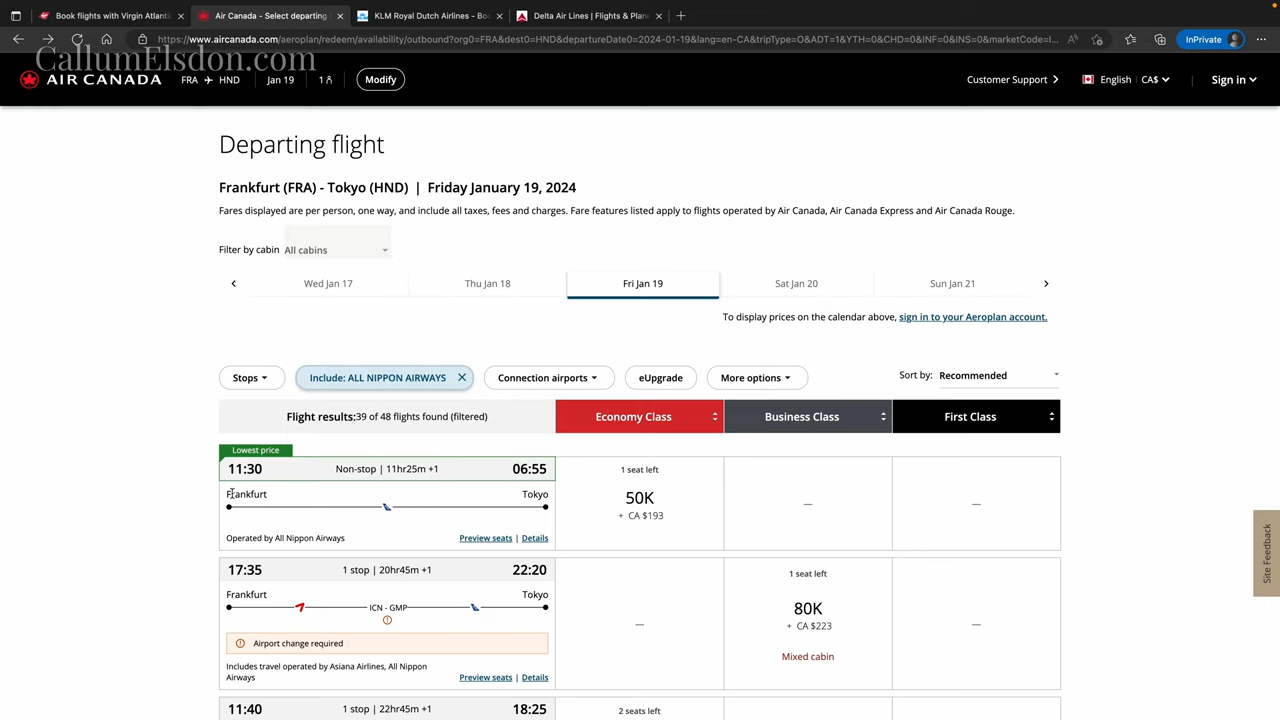 Book flights with Virgin Atlanti
Air Canada - Select departing
KLM Royal Dutch Airlines - Boo
Delta Air Lines | Flights & Plane
https://www.aircanada.com/aeroplan/redeem/availability/outbound?org0=FRA&dest0=HND&departureDate0=2024-01-19&lang=en-CA&tripType=O&ADT=1&YTH=0&CHD=0&INF=0&INS=0&marketCode=I...
InPrivate
CallumElsdon.com
AIR CANADA
FRA HND Jan 19 1 Modify
Customer Support
English CA$
Sign in
Departing flight
Frankfurt (FRA) - Tokyo (HND) | Friday January 19, 2024
Fares displayed are per person, one way, and include all taxes, fees and charges. Fare features listed apply to flights operated by Air Canada, Air Canada Express and Air Canada Rouge.
Filter by cabin All cabins
Wed Jan 17 Thu Jan 18 Fri Jan 19 Sat Jan 20 Sun Jan 21
To display prices on the calendar above, sign in to your Aeroplan account.
Stops Include: ALL NIPPON AIRWAYS Connection airports eUpgrade More options
Sort by: Recommended
Flight results:39 of 48 flights found (filtered)
Economy Class Business Class First Class
Lowest price
11:30 Non-stop | 11hr25m +1 06:55
Frankfurt Tokyo
Operated by All Nippon Airways
Preview seats | Details
1 seat left
50K
+ CA $193
—
—
17:35 1 stop | 20hr45m +1 22:20
Frankfurt Tokyo
ICN - GMP
Airport change required
Includes travel operated by Asiana Airlines, All Nippon
Airways
Preview seats | Details
—
1 seat left
80K
+ CA $223
Mixed cabin
—
11:40 1 stop | 22hr45m +1 18:25
2 seats left
Site Feedback